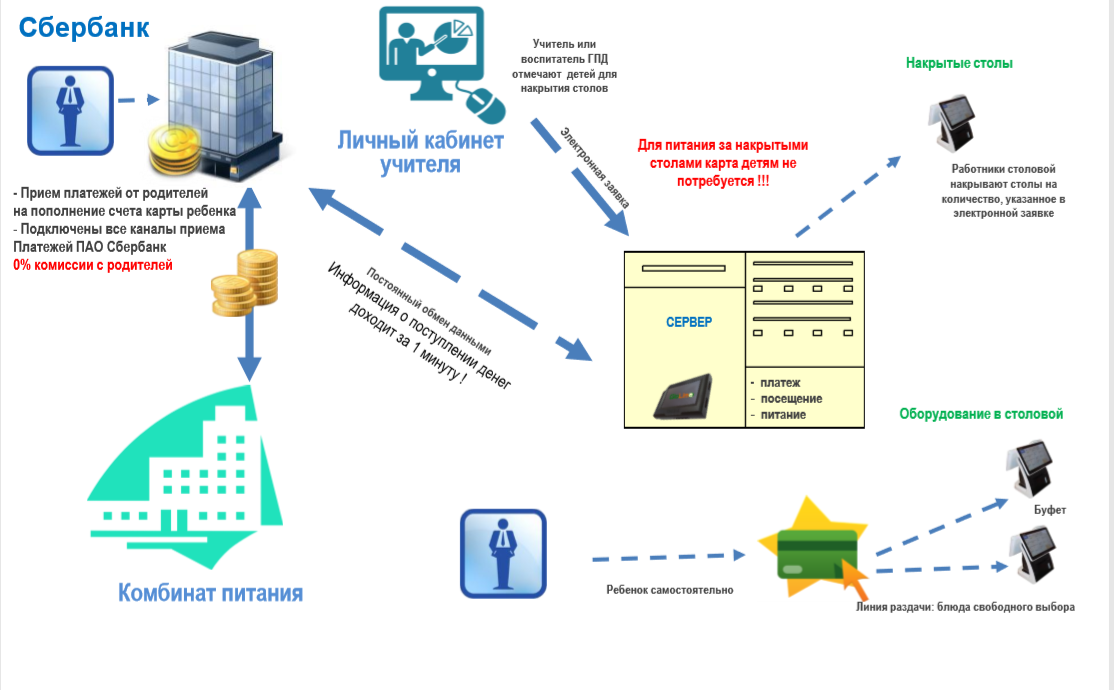 Сбербанк
- Прием платежей от родителей
на пополнение счета карты ребенка
- Подключены все каналы приема
Платежей ПАО Сбербанк
0% комиссии с родителей
Комбинат питания
Личный кабинет
учителя
Учитель или
воспитатель ГПД
отмечают детей для
накрытия столов
Электронная заявка
Постоянный обмен данными
Информация о поступлении денег
доходит за 1 минуту !
Для питания за накрытыми
столами карта детям не
потребуется !!!
Накрытые столы
Работники столовой
накрывают столы на
количество, указанное в
электронной заявке
СЕРВЕР
- платеж
- посещение
- питание
Оборудование в столовой
Буфет
Ребенок самостоятельно
Линия раздачи: блюда свободного выбора